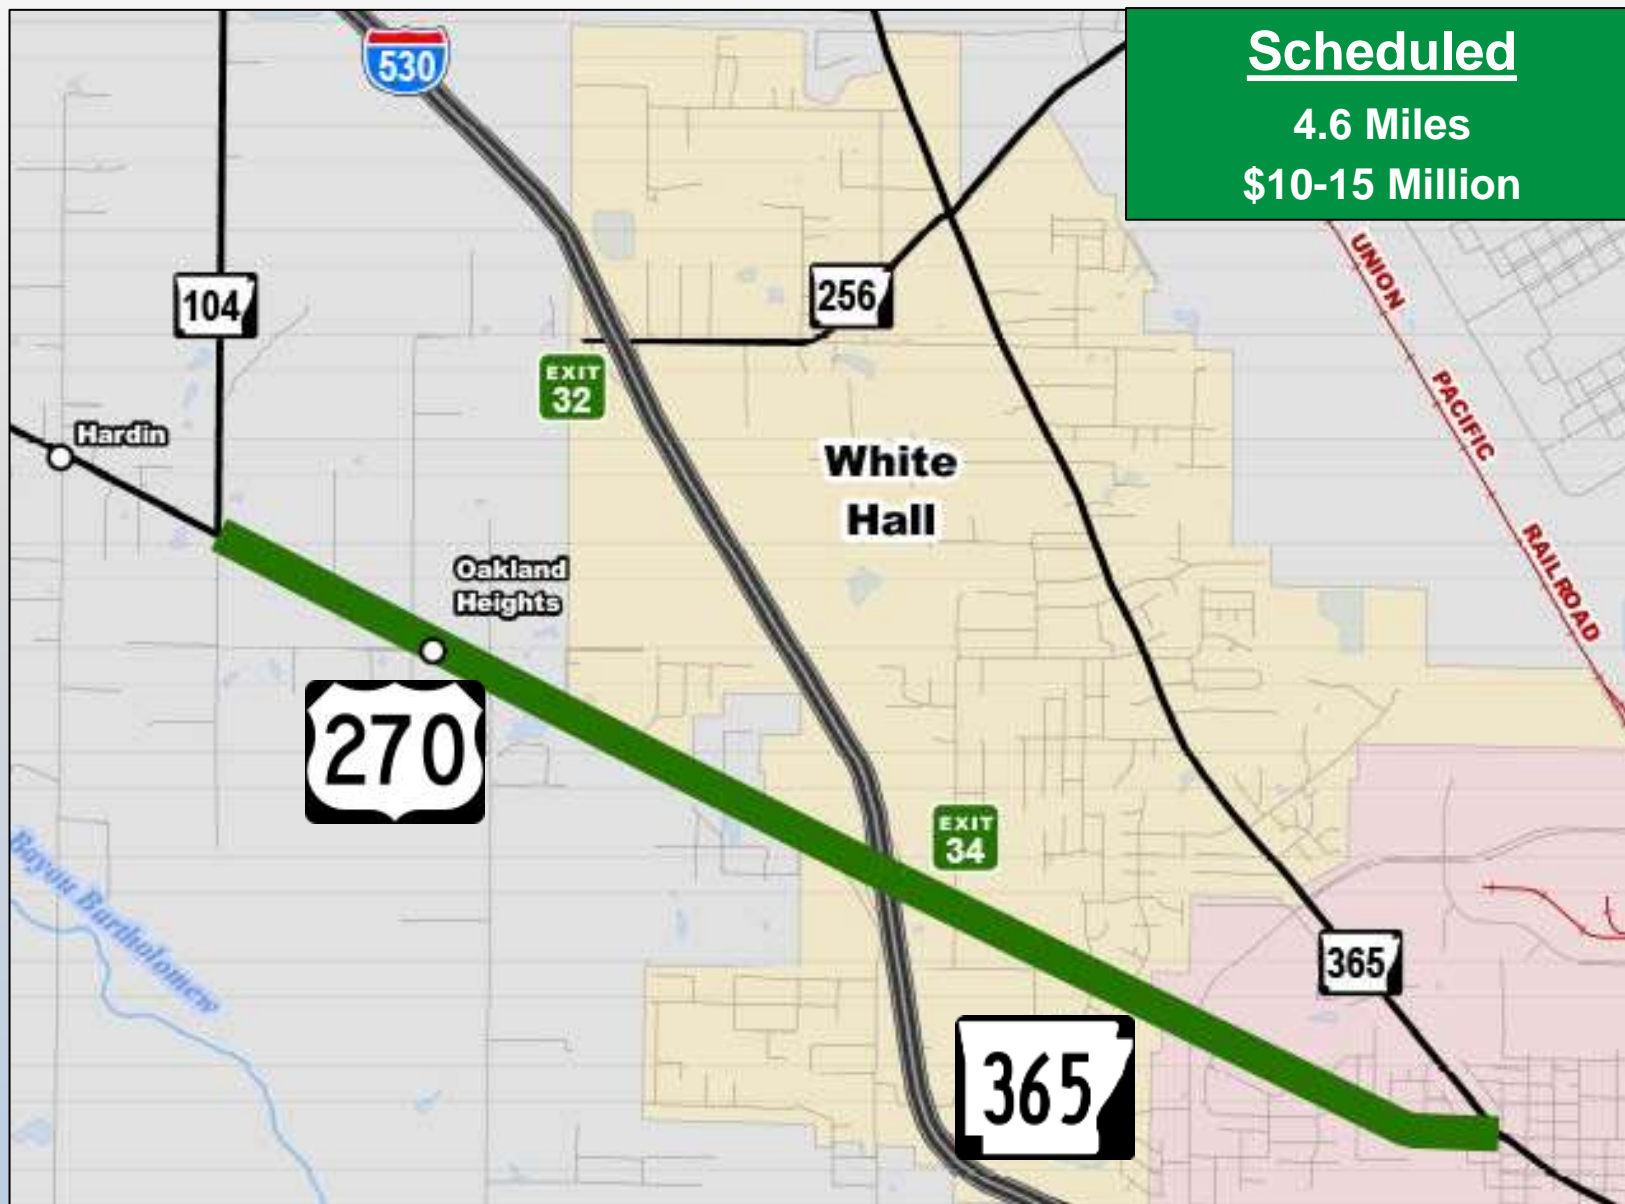 Scheduled
4.6 Miles
$10-15 Million
530
104
256
UNION
PACIFIC
RAILROAD
EXIT
32
Hardin
White
Hall
Oakland
Heights
270
EXIT
34
Bayou Bartholomew
365
365